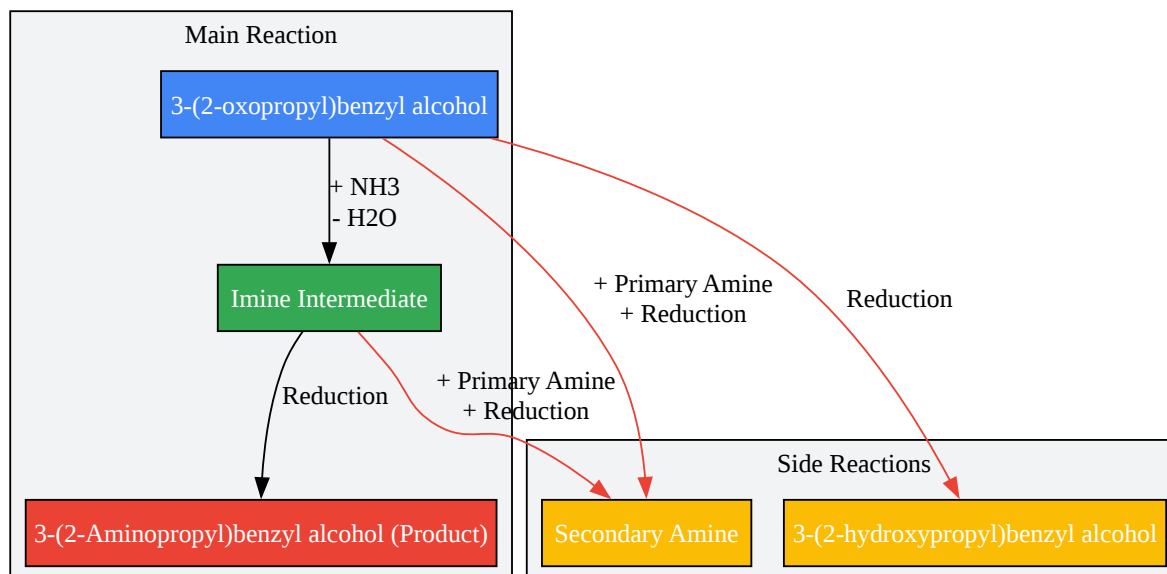 Main Reaction
3-(2-oxopropyl)benzyl alcohol
+ NH3
- H2O
Imine Intermediate
+ Primary Amine
+ Reduction
Reduction
Reduction
+ Primary Amine
+ Reduction
Side Reactions
3-(2-Aminopropyl)benzyl alcohol (Product)
Secondary Amine
3-(2-hydroxypropyl)benzyl alcohol